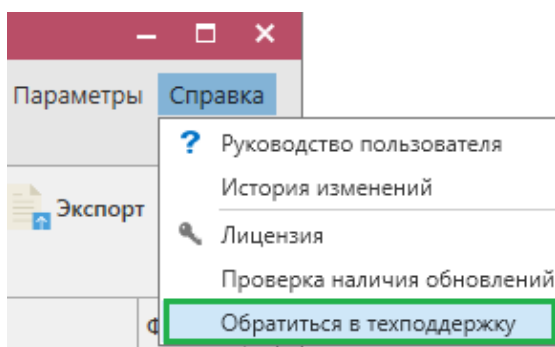 Параметры Справка
Руководство пользователя
История изменений
Экспорт
Лицензия
Проверка наличия обновлений
Обратиться в техподдержку